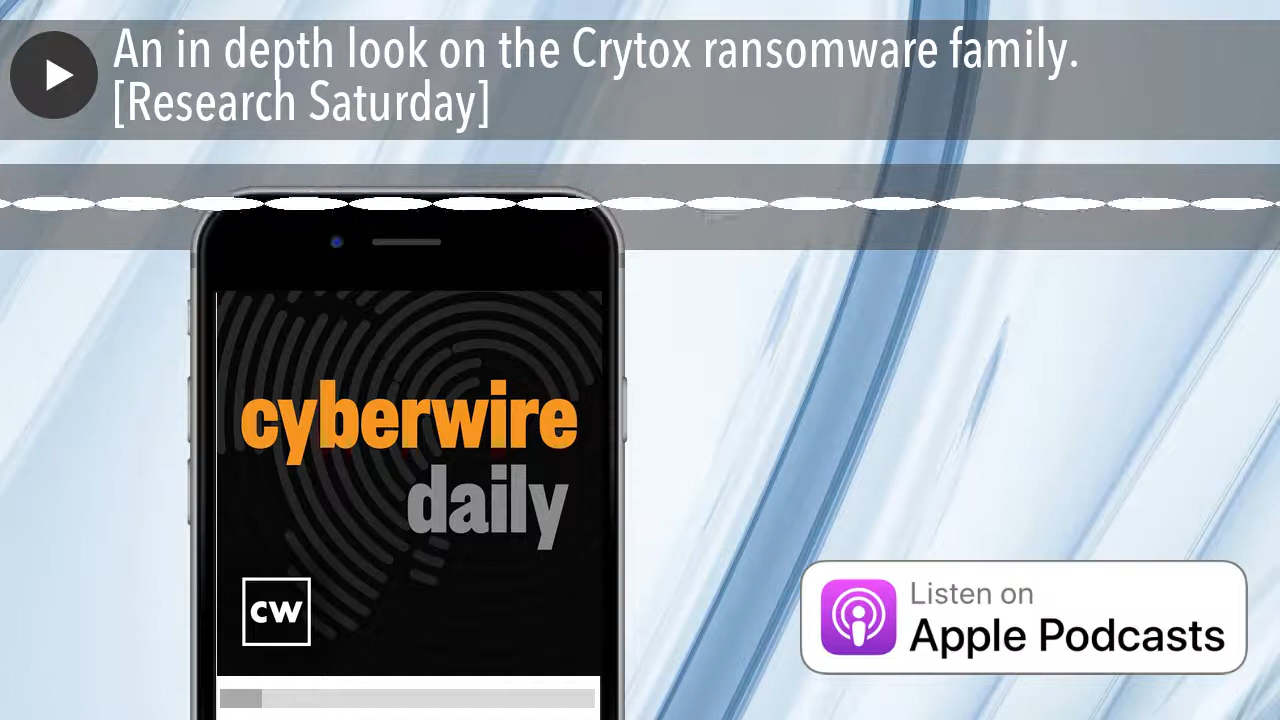 An in depth look on the Crytox ransomware family.
[Research Saturday]
cyberwire
daily
CW
Listen on
Apple Podcasts